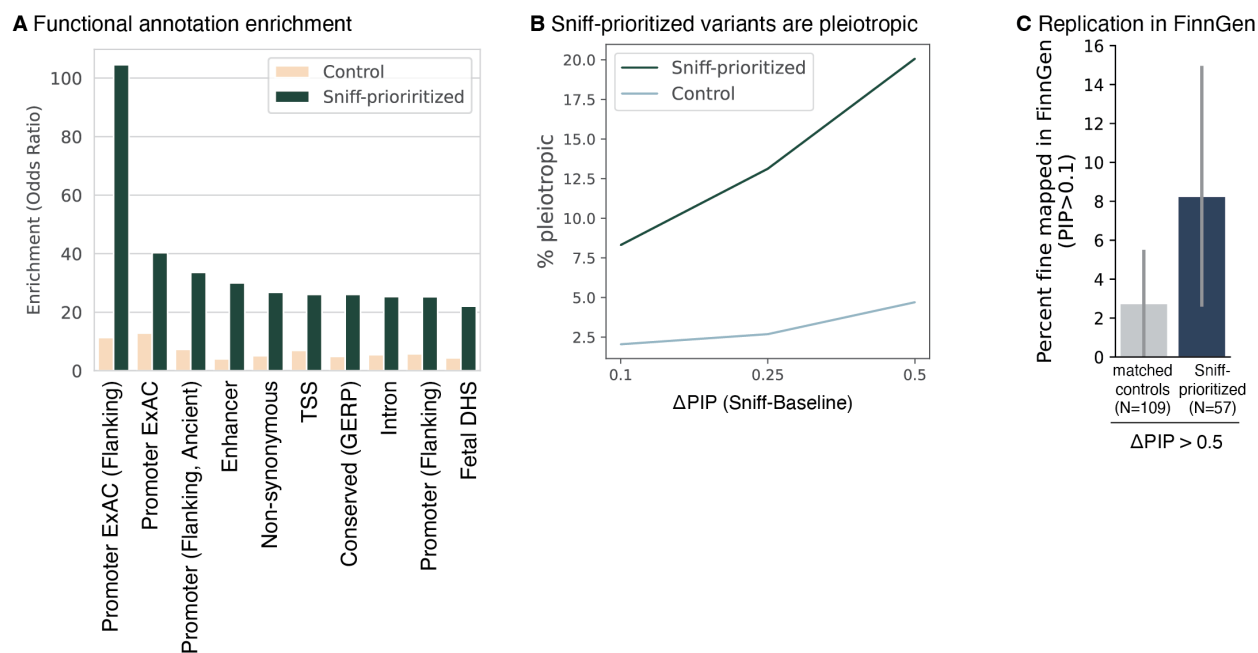 A Functional annotation enrichment
Enrichment (Odds Ratio)
100
80
60
40
20
0
Control
Sniff-prioriritized
Promoter ExAC (Flanking)
Promoter ExAC
Promoter (Flanking, Ancient)
Enhancer
Non-synonymous
TSS
Conserved (GERP)
Intron
Promoter (Flanking)
Fetal DHS
B Sniff-prioritized variants are pleiotropic
% pleiotropic
20.0
17.5
15.0
12.5
10.0
7.5
5.0
2.5
Sniff-prioritized
Control
0.1 0.25 0.5
ΔPIP (Sniff-Baseline)
C Replication in FinnGen
Percent fine mapped in FinnGen
(PIP>0.1)
16
14
12
10
8
6
4
2
0
matched
controls
(N=109)
Sniff-
prioritized
(N=57)
ΔPIP > 0.5